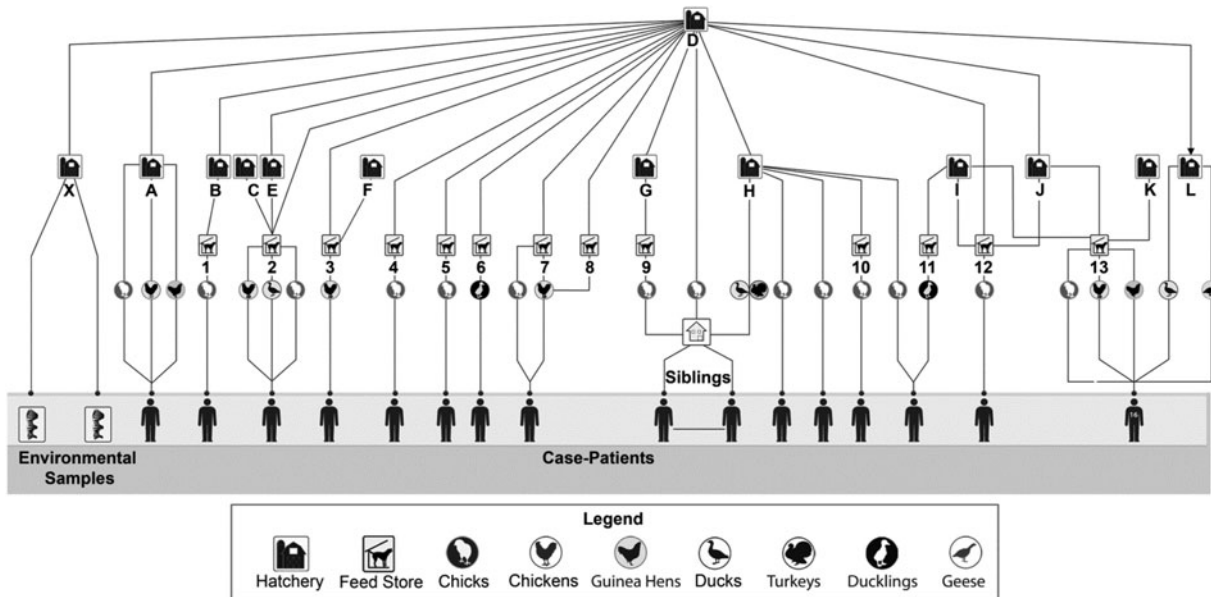 D
X A B C E F G H I J K L
1 2 3 4 5 6 7 8 9 10 11 12 13
Siblings
16
Environmental
Samples
Case-Patients
Legend
Hatchery Feed Store Chicks Chickens Guinea Hens Ducks Turkeys Ducklings Geese